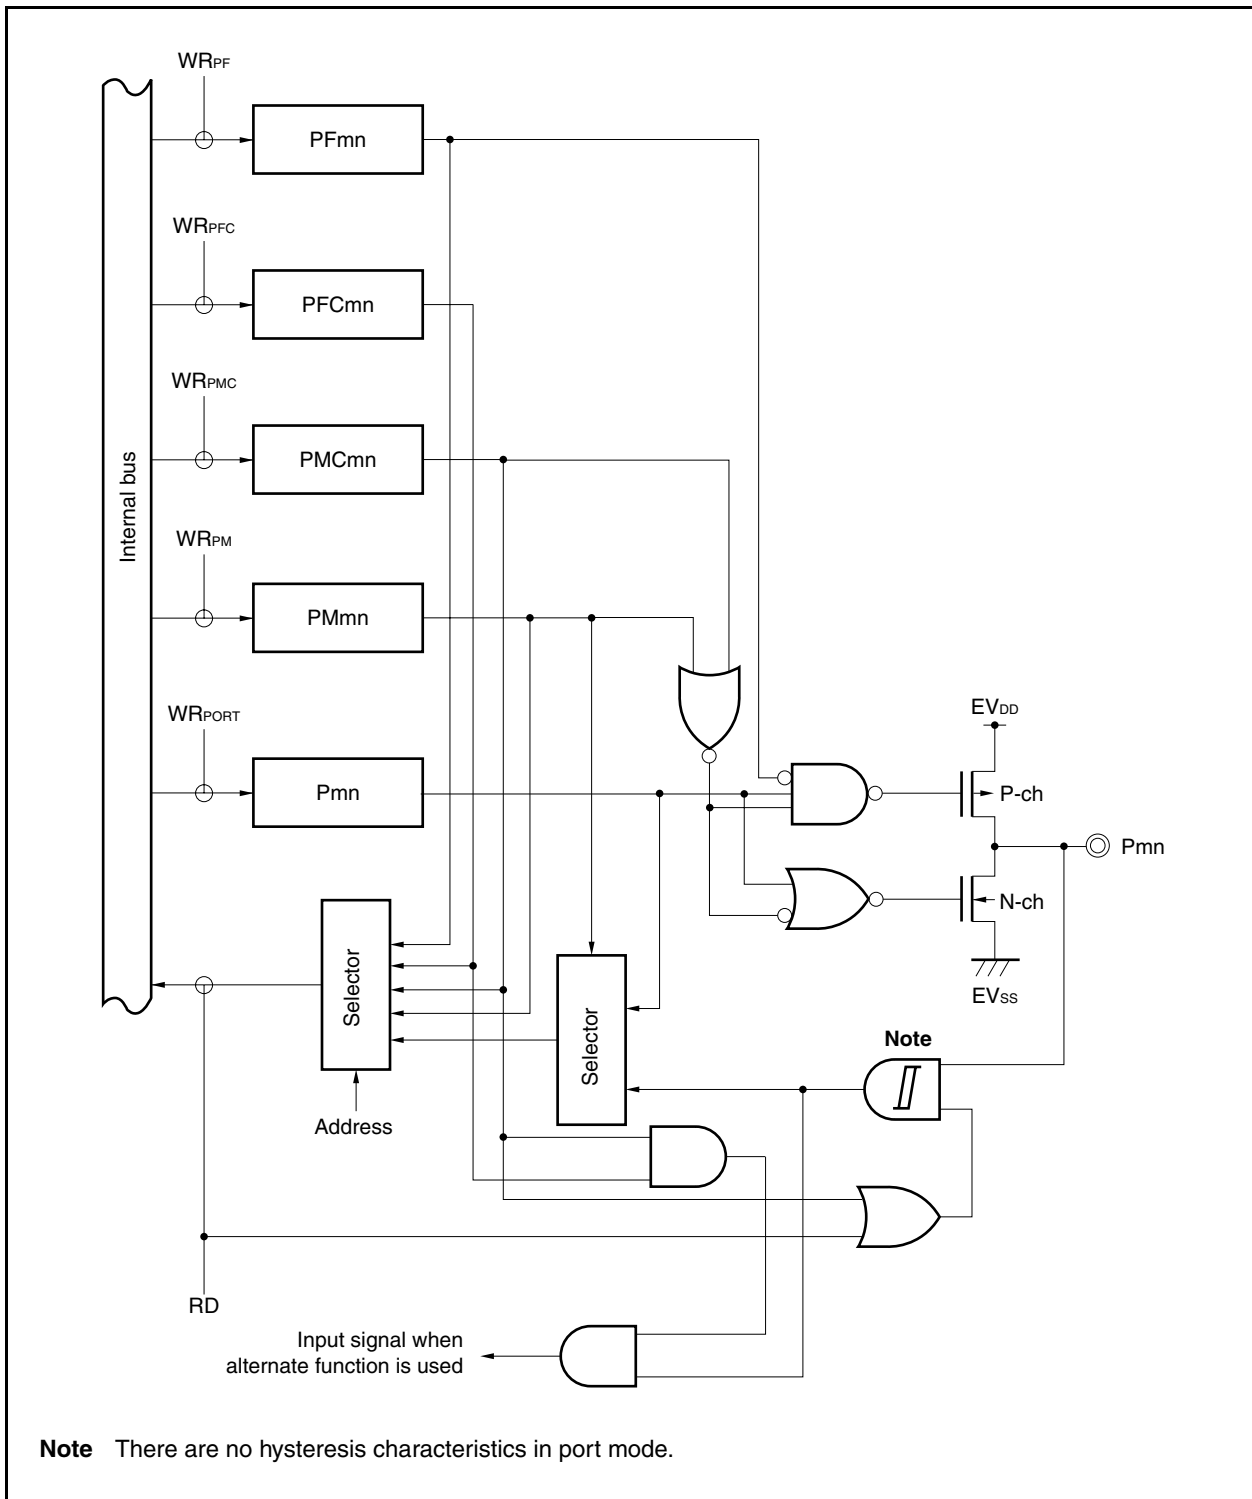 WRPF
PFmn
WRPFC
PFCmn
WRPMC
PMCmn
Internal bus
WRPM
PMmn
WRPORT
Pmn
EVDD
P-ch
Pmn
N-ch
EVSS
Selector
Selector
Note
Address
RD
Input signal when
alternate function is used
Note There are no hysteresis characteristics in port mode.